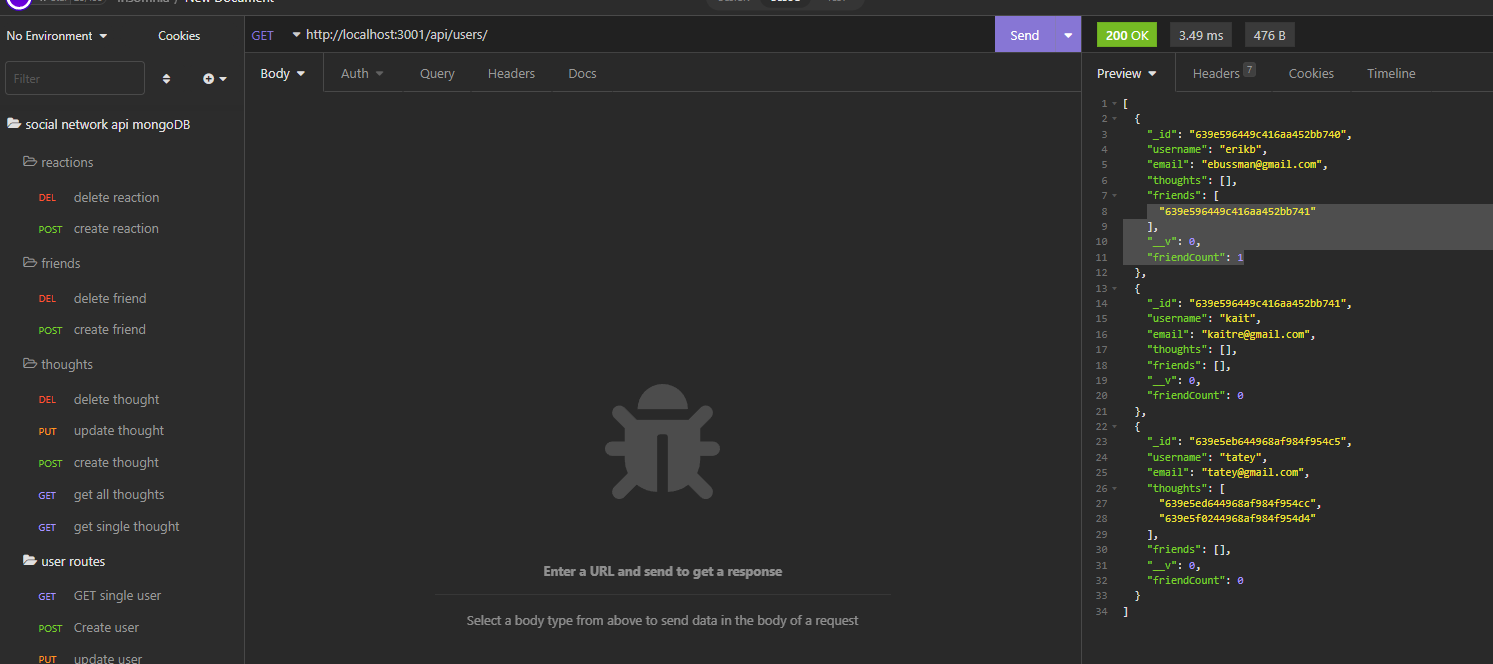 New Document
No Environment
Cookies
GET
http://localhost:3001/api/users/
Send
200 OK
3.49 ms
476 B
Filter
Body
Auth
Query
Headers
Docs
Preview
Headers 7
Cookies
Timeline
social network api mongoDB
reactions
DEL delete reaction
POST create reaction
friends
DEL delete friend
POST create friend
thoughts
DEL delete thought
PUT update thought
POST create thought
GET get all thoughts
GET get single thought
user routes
GET GET single user
POST Create user
PUT update user
Enter a URL and send to get a response
Select a body type from above to send data in the body of a request
1 [
2 {
3 "_id": "639e596449c416aa452bb740",
4 "username": "erikb",
5 "email": "ebussman@gmail.com",
6 "thoughts": [],
7 "friends": [
8 "639e596449c416aa452bb741"
9 ],
10 "__v": 0,
11 "friendCount": 1
12 },
13 {
14 "_id": "639e596449c416aa452bb741",
15 "username": "kait",
16 "email": "kaitre@gmail.com",
17 "thoughts": [],
18 "friends": [],
19 "__v": 0,
20 "friendCount": 0
21 },
22 {
23 "_id": "639e5eb644968af984f954c5",
24 "username": "tatey",
25 "email": "tatey@gmail.com",
26 "thoughts": [
27 "639e5ed644968af984f954cc",
28 "639e5f0244968af984f954d4"
29 ],
30 "friends": [],
31 "__v": 0,
32 "friendCount": 0
33 }
34 ]